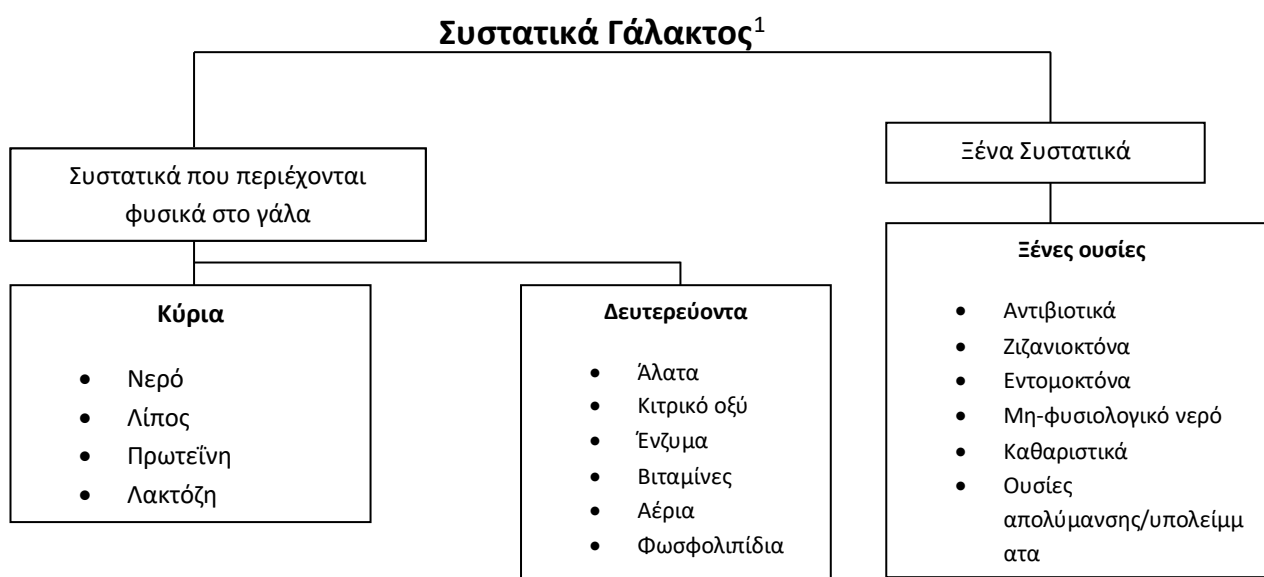 Συστατικά Γάλακτος¹
Συστατικά που περιέχονται
φυσικά στο γάλα
Ξένα Συστατικά
Κύρια
• Νερό
• Λίπος
• Πρωτεΐνη
• Λακτόζη
Δευτερεύοντα
• Άλατα
• Κιτρικό οξύ
• Ένζυμα
• Βιταμίνες
• Αέρια
• Φωσφολιπίδια
Ξένες ουσίες
• Αντιβιοτικά
• Ζιζανιοκτόνα
• Εντομοκτόνα
• Μη-φυσιολογικό νερό
• Καθαριστικά
• Ουσίες
απολύμανσης/υπολείμμ
ατα